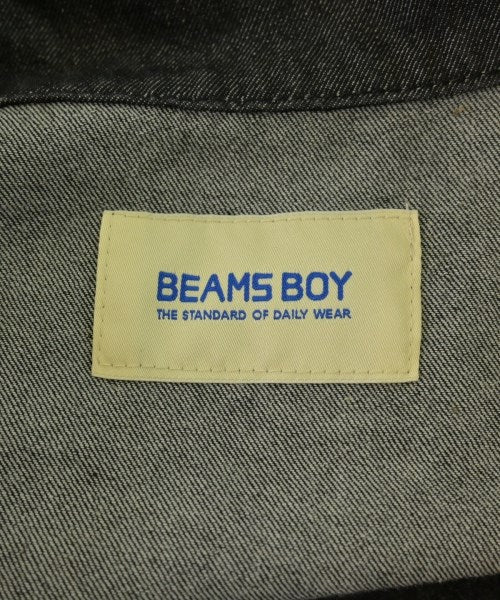 BEAMS BOY
THE STANDARD OF DAILY WEAR